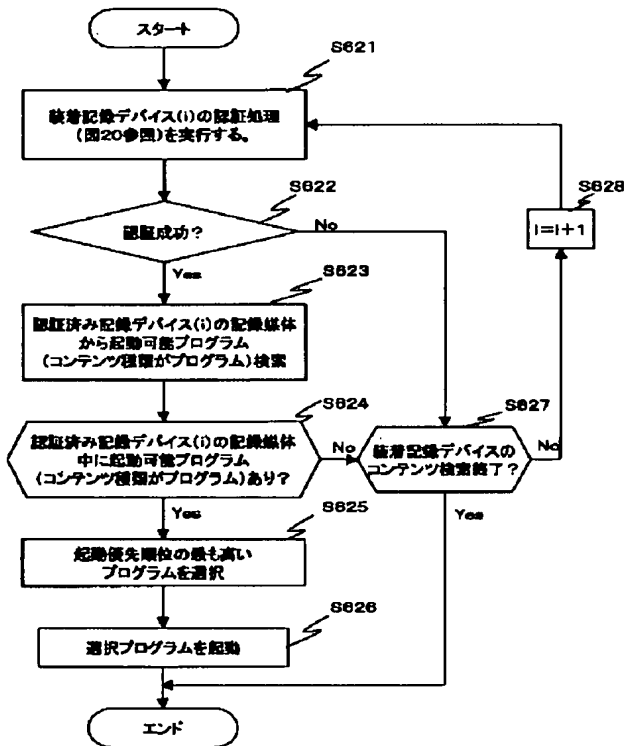 スタート
S621
装着記録デバイス(i)の認証処理
(図20参照)を実行する。
S622
認証成功？
No
Yes
S623
認証済み記録デバイス(i)の記録媒体
から起動可能プログラム
(コンテンツ種類がプログラム)検索
S624
認証済み記録デバイス(i)の記録媒体
中に起動可能プログラム
(コンテンツ種類がプログラム)あり？
No
Yes
S625
起動優先順位の最も高い
プログラムを選択
S626
選択プログラムを起動
エンド
S627
装着記録デバイスの
コンテンツ検索終了？
No
Yes
S628
i=i+1